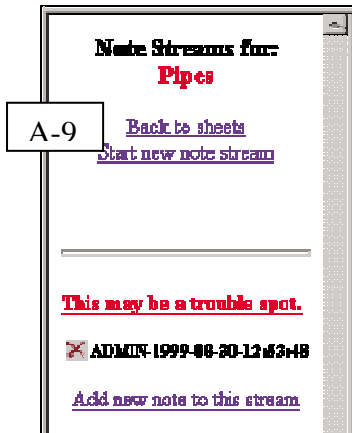 Note Streams for:
Pipes
A-9
Back to sheets
Start new note stream
This may be a trouble spot.
ADMIN-1999-08-30-12:53:48
Add new note to this stream